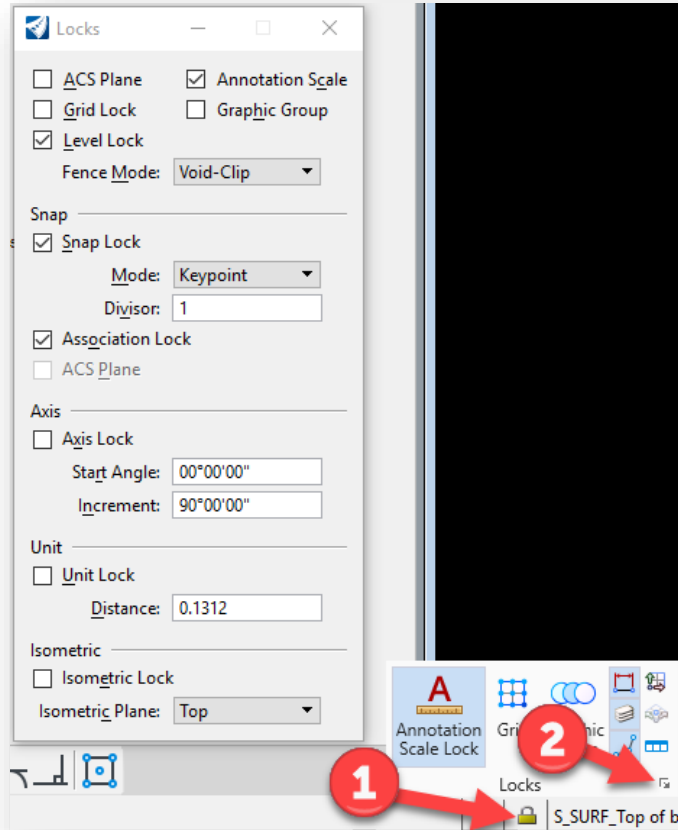 Locks
ACS Plane
Annotation Scale
Grid Lock
Graphic Group
Level Lock
Fence Mode: Void-Clip
Snap
Snap Lock
Mode: Keypoint
Divisor: 1
Association Lock
ACS Plane
Axis
Axis Lock
Start Angle: 00°00'00"
Increment: 90°00'00"
Unit
Unit Lock
Distance: 0.1312
Isometric
Isometric Lock
Isometric Plane: Top
A
Annotation
Scale Lock
2
1
Locks
S_SURF_Top of b